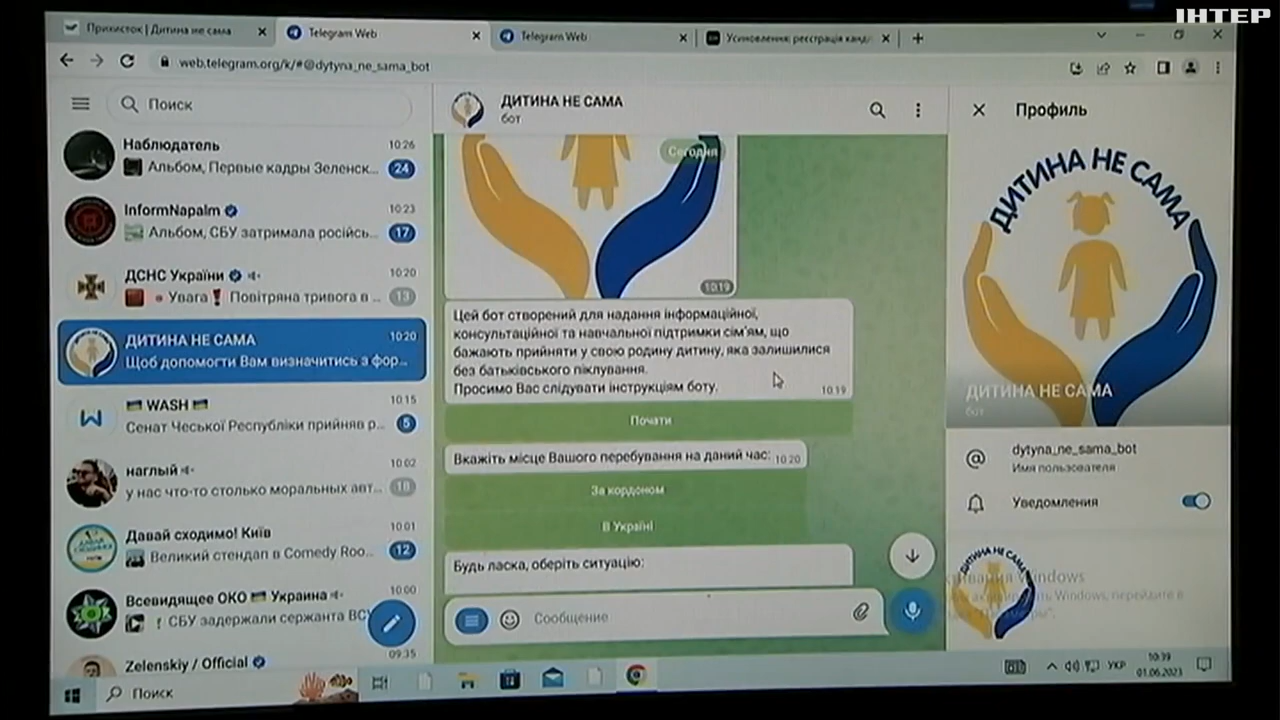 ІНТЕР
Прихисток | Дитина не сама
Telegram Web
Telegram Web
Усиновлення: реєстрація канд
web.telegram.org/k/#@dytyna_ne_sama_bot
Поиск
Наблюдатель 10:26
Альбом, Первые кадры Зеленск... 24
InformNapalm 10:23
Альбом, СБУ затримала російсь... 17
ДСНС України 10:20
Увага❗ Повітряна тривога в ... 13
ДИТИНА НЕ САМА 10:20
Щоб допомогти Вам визначитись з фор...
WASH 10:15
Сенат Чеської Республіки прийняв р... 5
наглый 10:02
у нас что-то столько моральных авт... 18
Давай сходимо! Київ 10:01
Великий стендап в Comedy Roo... 12
Всевидящее ОКО 🇺🇦 Украина 10:00
❗ СБУ задержали сержанта ВС
Zelenskiy / Official 09:35
ДИТИНА НЕ САМА
бот
Сегодня
10:19
Цей бот створений для надання інформаційної,
консультаційної та навчальної підтримки сім'ям, що
бажають прийняти у свою родину дитину, яка залишилися
без батьківського піклування.
Просимо Вас слідувати інструкціям боту. 10:19
Почати
Вкажіть місце Вашого перебування на даний час: 10:20
За кордоном
В Україні
Будь ласка, оберіть ситуацію:
Сообщение
Профиль
ДИТИНА НЕ САМА
ДИТИНА НЕ САМА
бот
dytyna_ne_sama_bot
Имя пользователя
Уведомления
ДИТИНА НЕ САМА
Windows
Windows, перейдите в
Поиск
УКР
10:39
01.06.2023